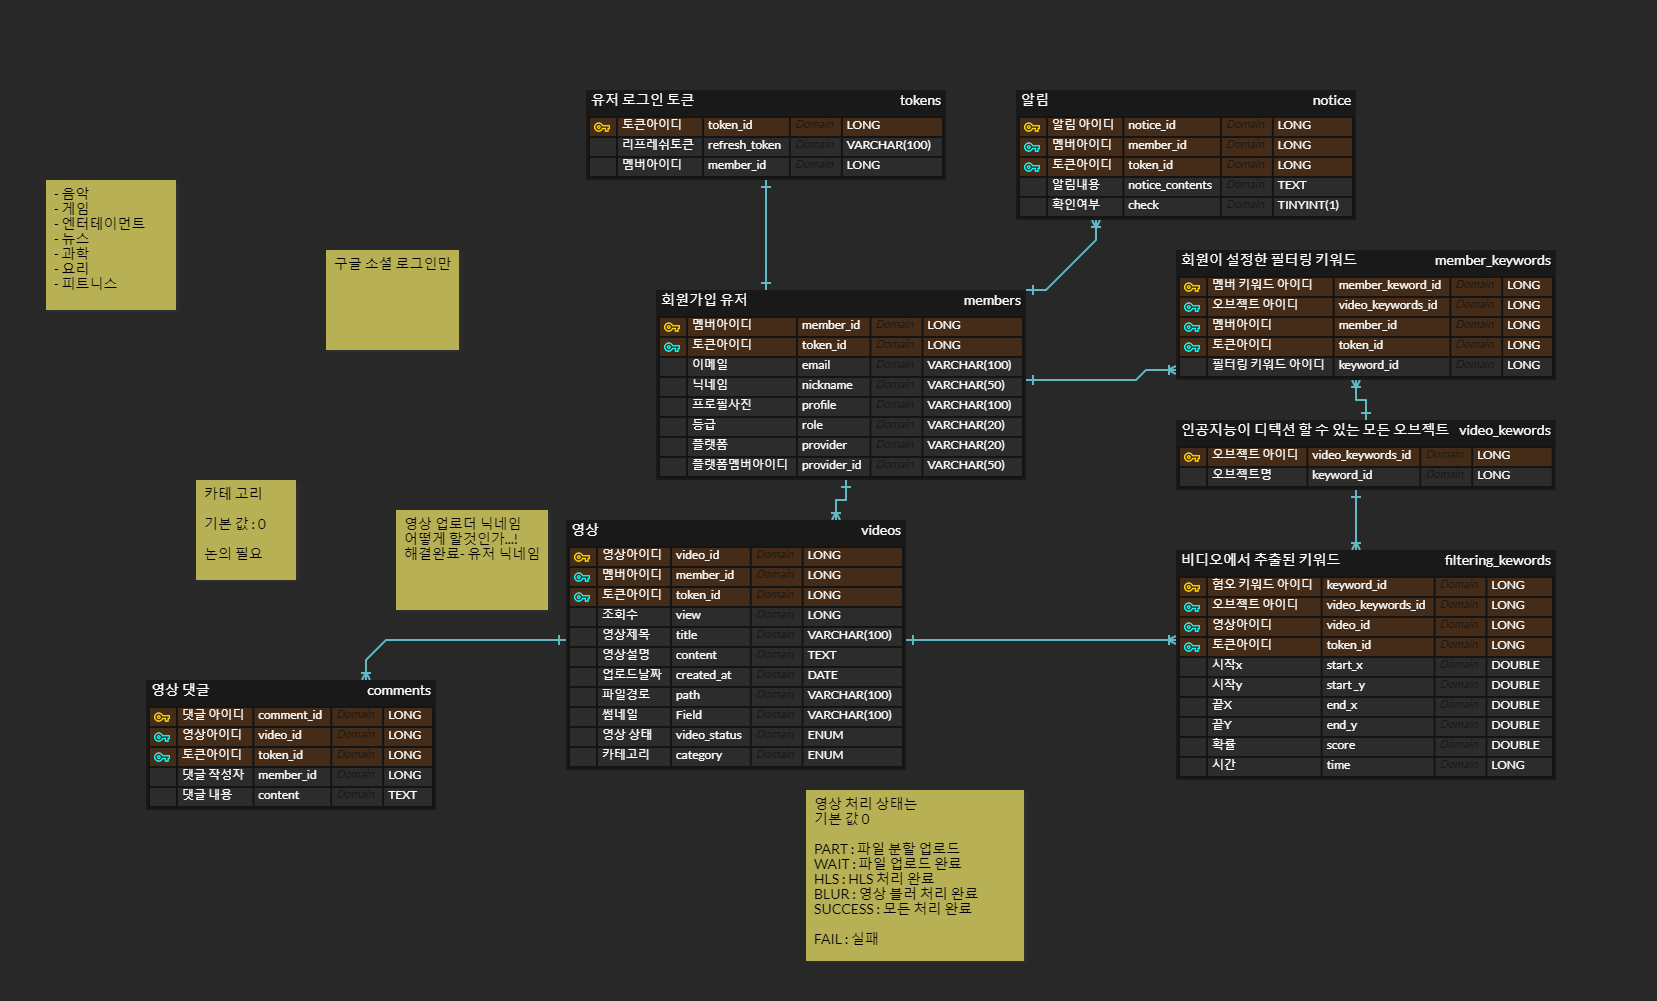 유저 로그인 토큰 tokens
토큰아이디 token_id Domain LONG
리프레쉬토큰 refresh_token Domain VARCHAR(100)
멤버아이디 member_id Domain LONG
알림 notice
알림 아이디 notice_id Domain LONG
멤버아이디 member_id Domain LONG
토큰아이디 token_id Domain LONG
알림내용 notice_contents Domain TEXT
확인여부 check Domain TINYINT(1)
- 음악
- 게임
- 엔터테이먼트
- 뉴스
- 과학
- 요리
- 피트니스
구글 소셜 로그인만
회원가입 유저 members
멤버아이디 member_id Domain LONG
토큰아이디 token_id Domain LONG
이메일 email Domain VARCHAR(100)
닉네임 nickname Domain VARCHAR(50)
프로필사진 profile Domain VARCHAR(100)
등급 role Domain VARCHAR(20)
플랫폼 provider Domain VARCHAR(20)
플랫폼멤버아이디 provider_id Domain VARCHAR(50)
회원이 설정한 필터링 키워드 member_keywords
멤버 키워드 아이디 member_keword_id Domain LONG
오브젝트 아이디 video_keywords_id Domain LONG
멤버아이디 member_id Domain LONG
토큰아이디 token_id Domain LONG
필터링 키워드 아이디 keyword_id Domain LONG
인공지능이 디텍션 할 수 있는 모든 오브젝트 video_kewords
오브젝트 아이디 video_keywords_id Domain LONG
오브젝트명 keyword_id Domain LONG
카테 고리
기본 값 : 0
논의 필요
영상 업로더 닉네임
어떻게 할것인가...!
해결완료- 유저 닉네임
영상 videos
영상아이디 video_id Domain LONG
멤버아이디 member_id Domain LONG
토큰아이디 token_id Domain LONG
조회수 view Domain LONG
영상제목 title Domain VARCHAR(100)
영상설명 content Domain TEXT
업로드날짜 created_at Domain DATE
파일경로 path Domain VARCHAR(100)
썸네일 Field Domain VARCHAR(100)
영상 상태 video_status Domain ENUM
카테고리 category Domain ENUM
비디오에서 추출된 키워드 filtering_kewords
혐오 키워드 아이디 keyword_id Domain LONG
오브젝트 아이디 video_keywords_id Domain LONG
영상아이디 video_id Domain LONG
토큰아이디 token_id Domain LONG
시작x start_x Domain DOUBLE
시작y start_y Domain DOUBLE
끝X end_x Domain DOUBLE
끝Y end_y Domain DOUBLE
확률 score Domain DOUBLE
시간 time Domain LONG
영상 댓글 comments
댓글 아이디 comment_id Domain LONG
영상아이디 video_id Domain LONG
토큰아이디 token_id Domain LONG
댓글 작성자 member_id Domain LONG
댓글 내용 content Domain TEXT
영상 처리 상태는
기본 값 0
PART : 파일 분할 업로드
WAIT : 파일 업로드 완료
HLS : HLS 처리 완료
BLUR : 영상 블러 처리 완료
SUCCESS : 모든 처리 완료
FAIL : 실패